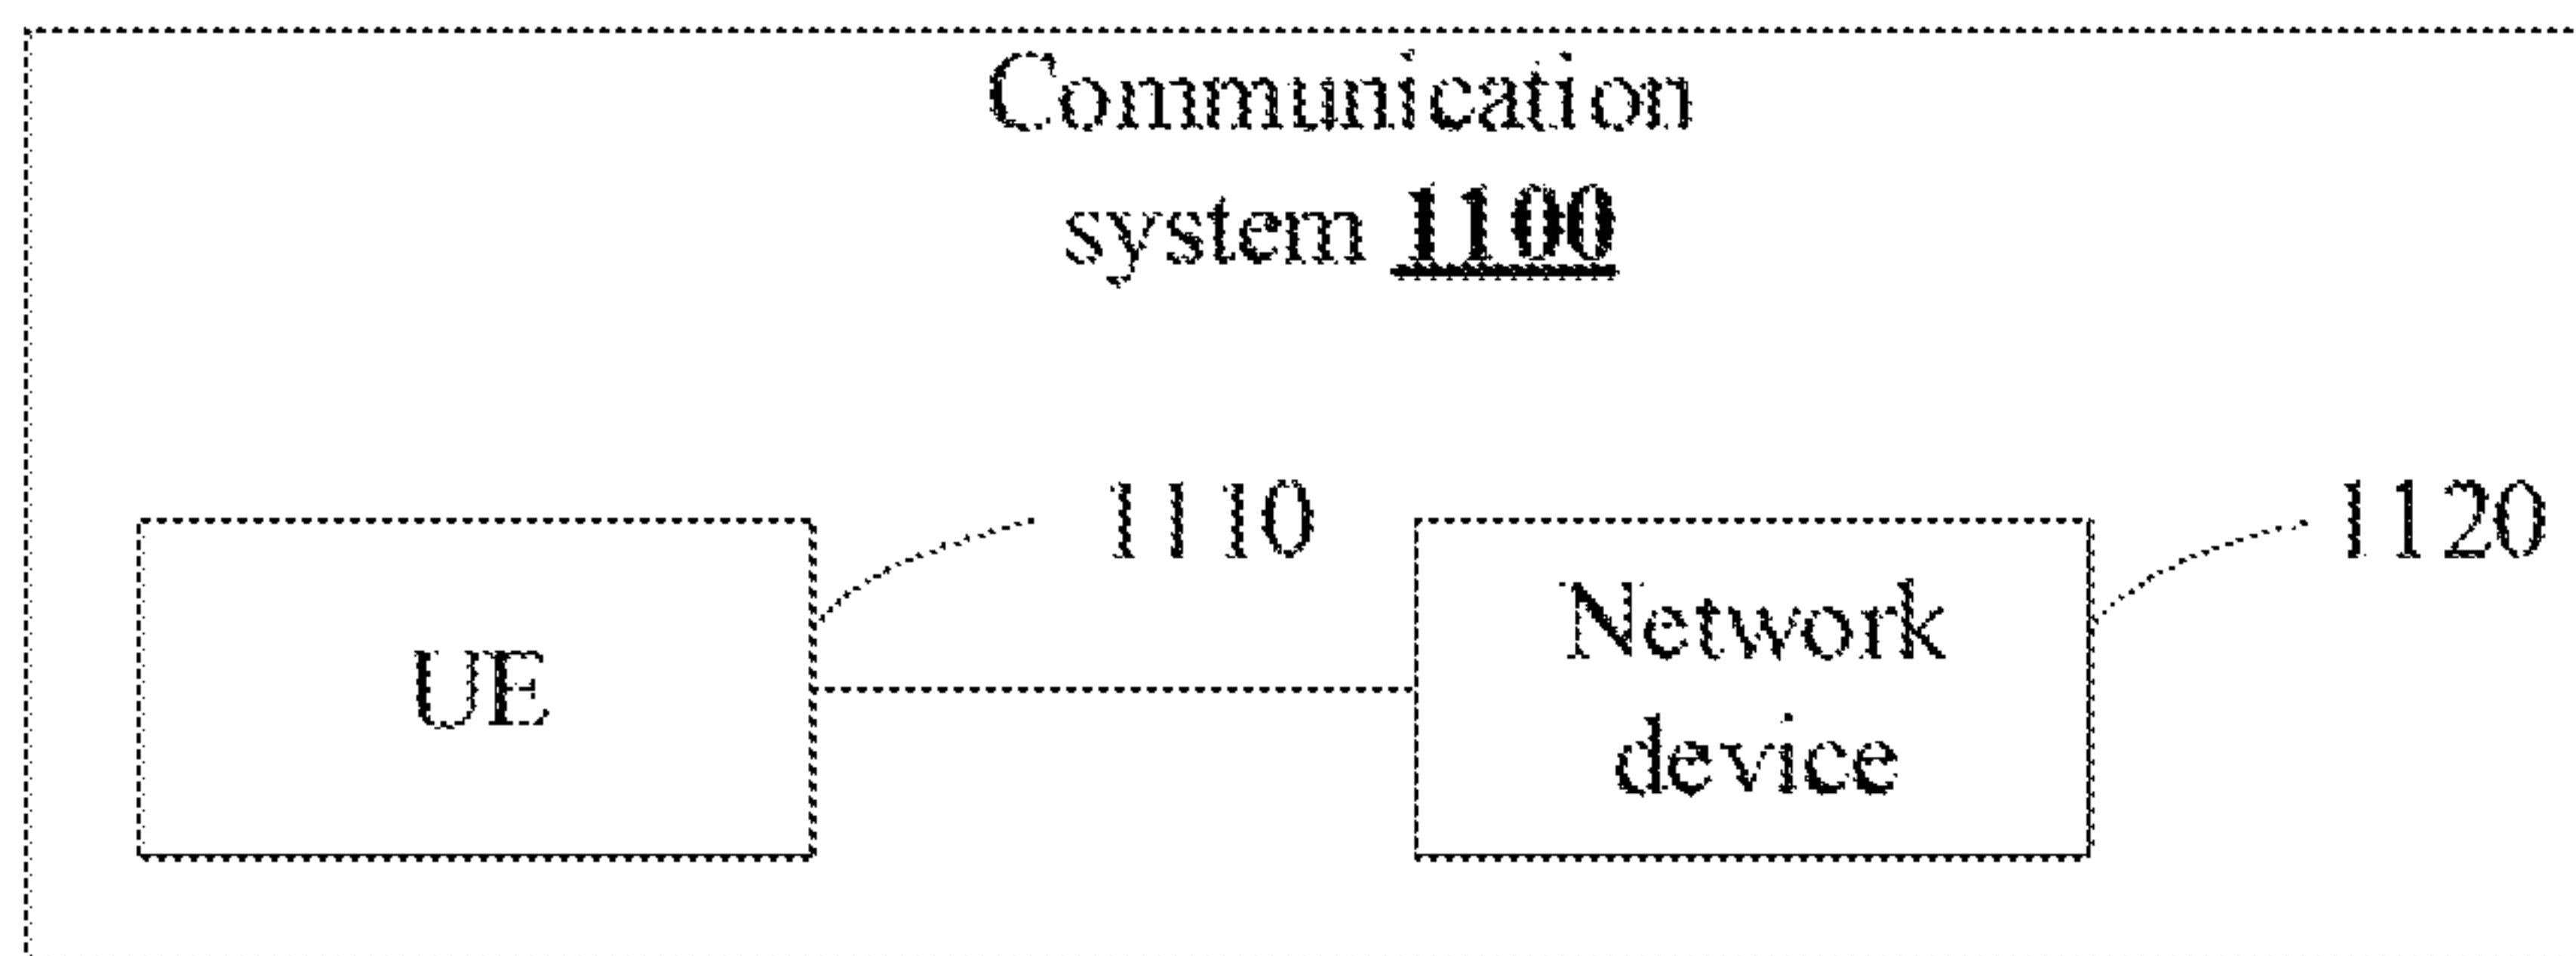 Communication
system 1100
1110
1120
UE
Network
device